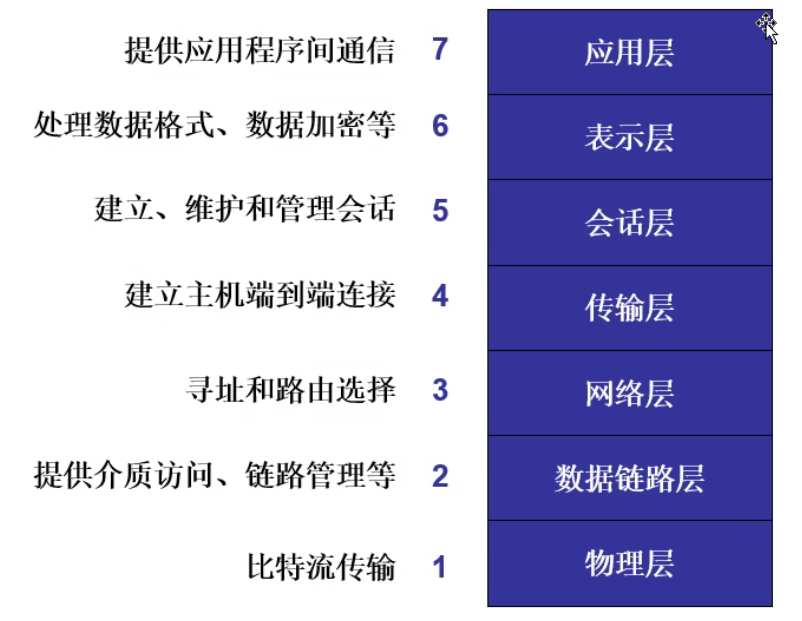 提供应用程序间通信 7 应用层
处理数据格式、数据加密等 6 表示层
建立、维护和管理会话 5 会话层
建立主机端到端连接 4 传输层
寻址和路由选择 3 网络层
提供介质访问、链路管理等 2 数据链路层
比特流传输 1 物理层